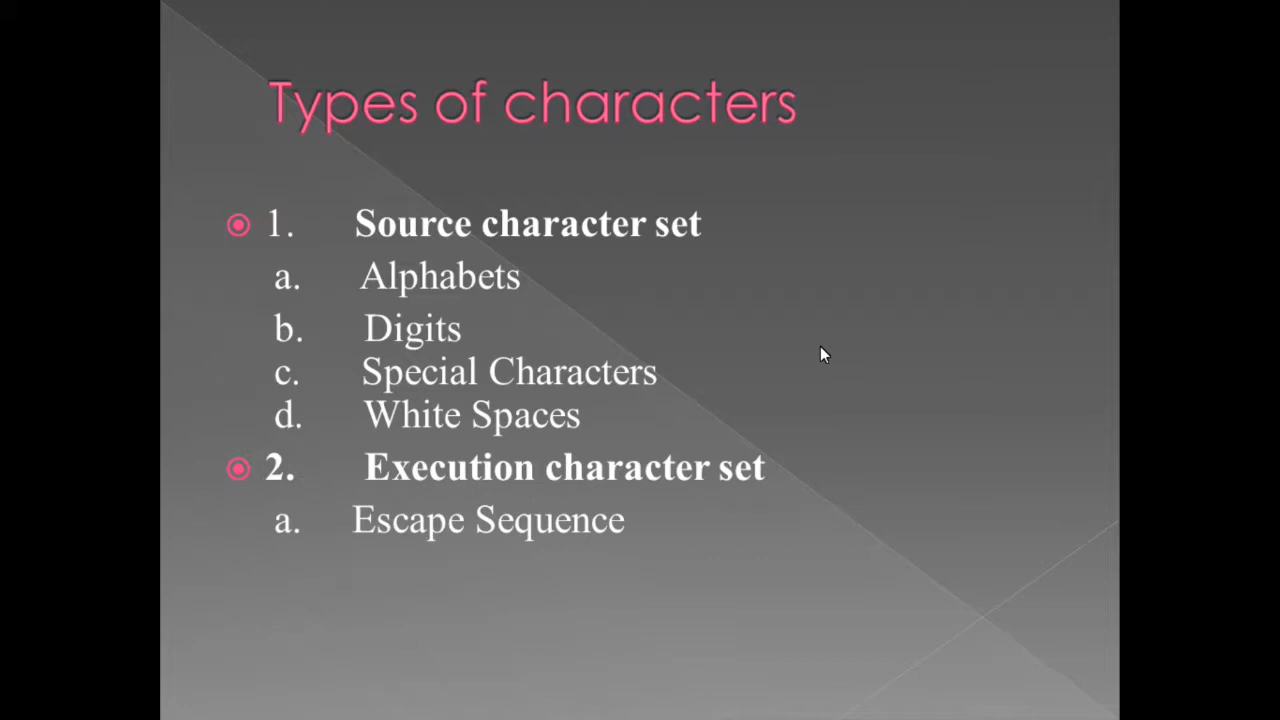 Types of characters
1. Source character set
a. Alphabets
b. Digits
c. Special Characters
d. White Spaces
2. Execution character set
a. Escape Sequence